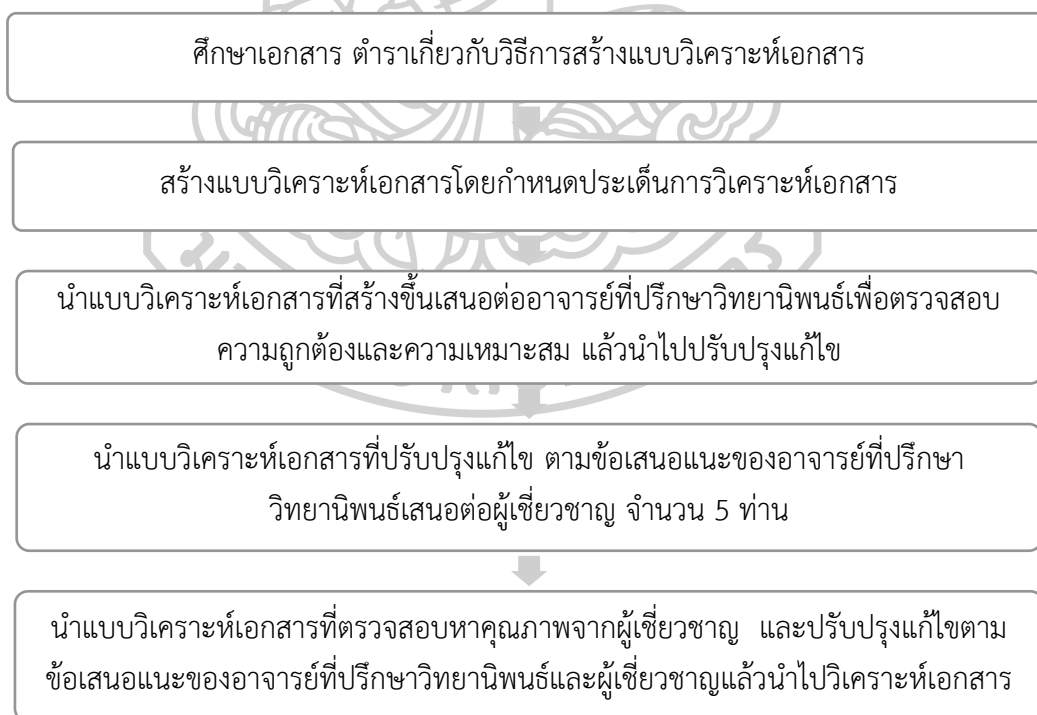 ศึกษาเอกสาร ตำราเกี่ยวกับวิธีการสร้างแบบวิเคราะห์เอกสาร
สร้างแบบวิเคราะห์เอกสารโดยกำหนดประเด็นการวิเคราะห์เอกสาร
นำแบบวิเคราะห์เอกสารที่สร้างขึ้นเสนอต่ออาจารย์ที่ปรึกษาวิทยานิพนธ์เพื่อตรวจสอบ
ความถูกต้องและความเหมาะสม แล้วนำไปปรับปรุงแก้ไข
นำแบบวิเคราะห์เอกสารที่ปรับปรุงแก้ไข ตามข้อเสนอแนะของอาจารย์ที่ปรึกษา
วิทยานิพนธ์เสนอต่อผู้เชี่ยวชาญ จำนวน 5 ท่าน
นำแบบวิเคราะห์เอกสารที่ตรวจสอบหาคุณภาพจากผู้เชี่ยวชาญ และปรับปรุงแก้ไขตาม
ข้อเสนอแนะของอาจารย์ที่ปรึกษาวิทยานิพนธ์และผู้เชี่ยวชาญแล้วนำไปวิเคราะห์เอกสาร